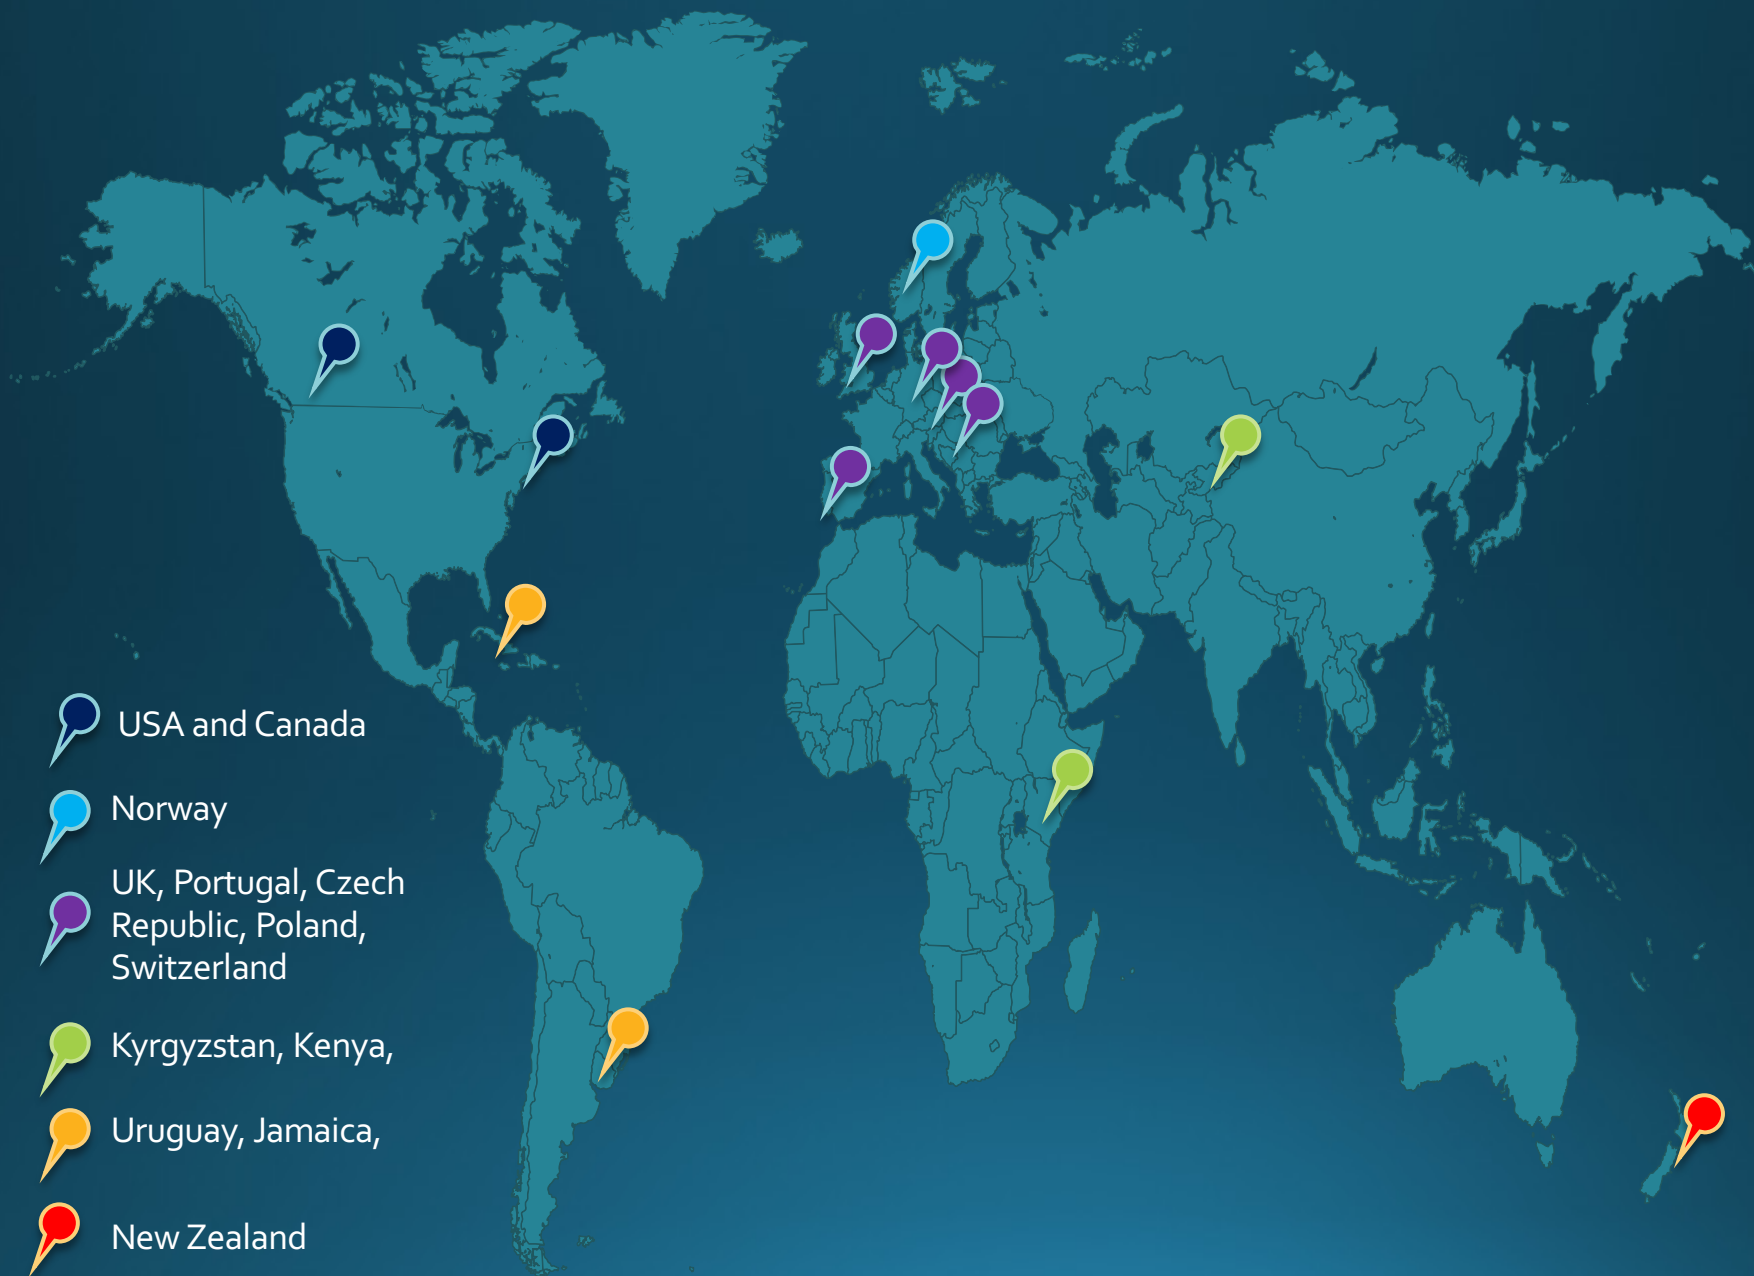 USA and Canada
Norway
UK, Portugal, Czech
Republic, Poland,
Switzerland
Kyrgyzstan, Kenya,
Uruguay, Jamaica,
New Zealand